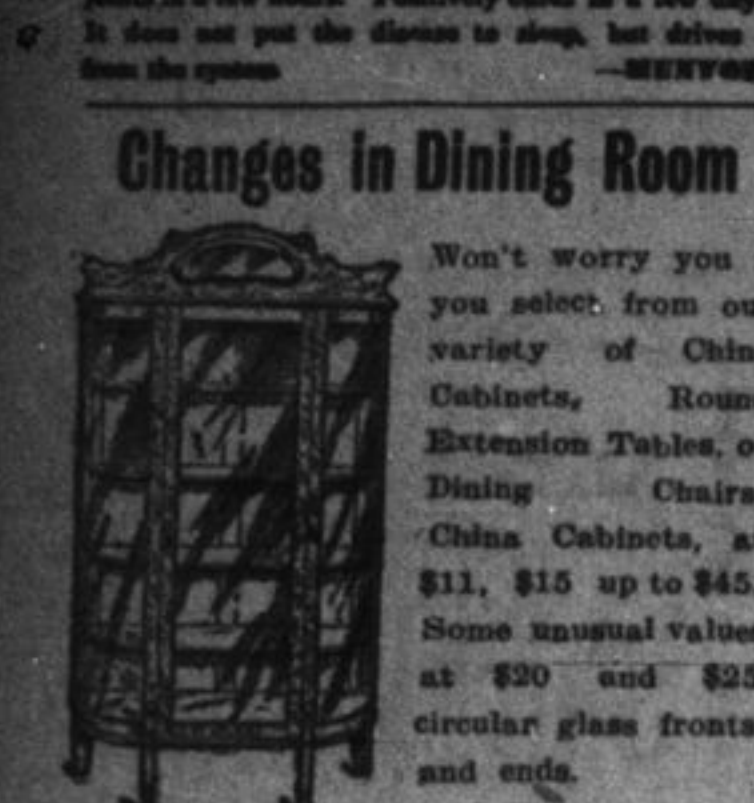 It does not put the disease to sleep, but drives
from the system. —MUNYON
Changes in Dining Room
Won't worry you
you select from ou
variety of Chin
Cabinets, Roun
Extension Tables, o
Dining Chairs
China Cabinets, a
$11, $15 up to $45
Some unusual value
at $20 and $25
circular glass fronts
and ends.